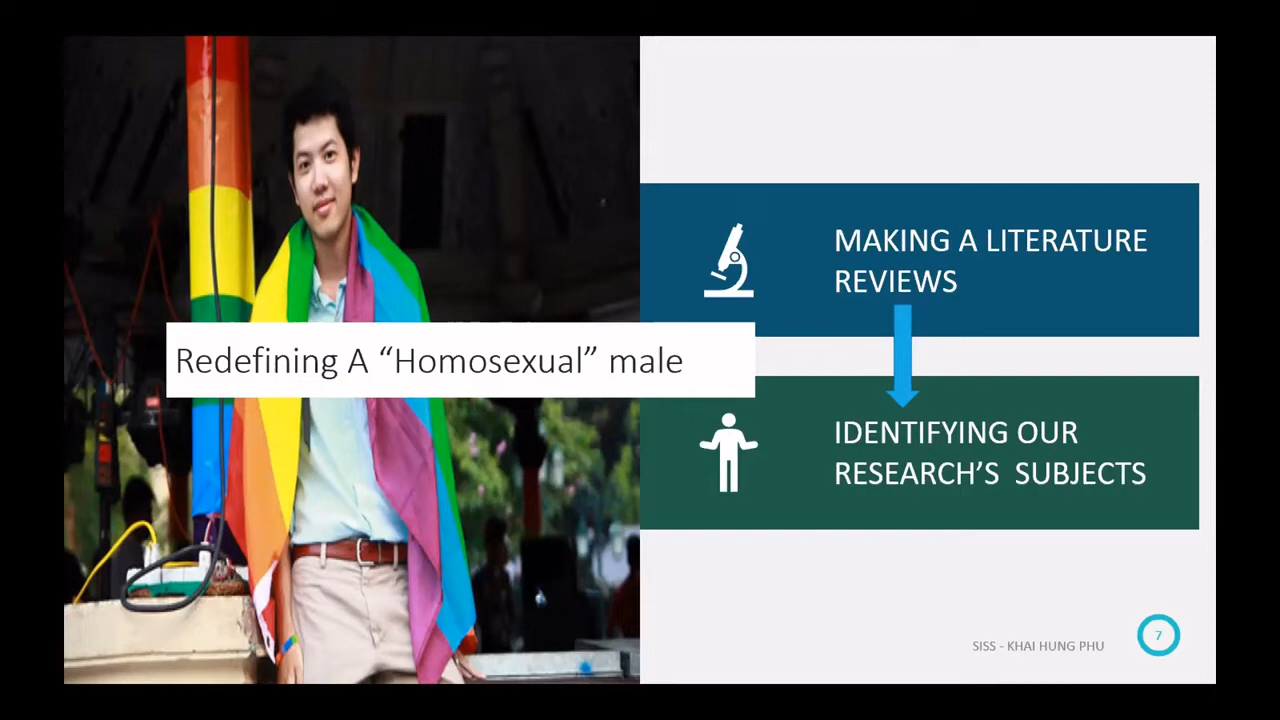 Redefining A “Homosexual” male
MAKING A LITERATURE
REVIEWS
IDENTIFYING OUR
RESEARCH’S  SUBJECTS
SISS - KHAI HUNG PHU
7